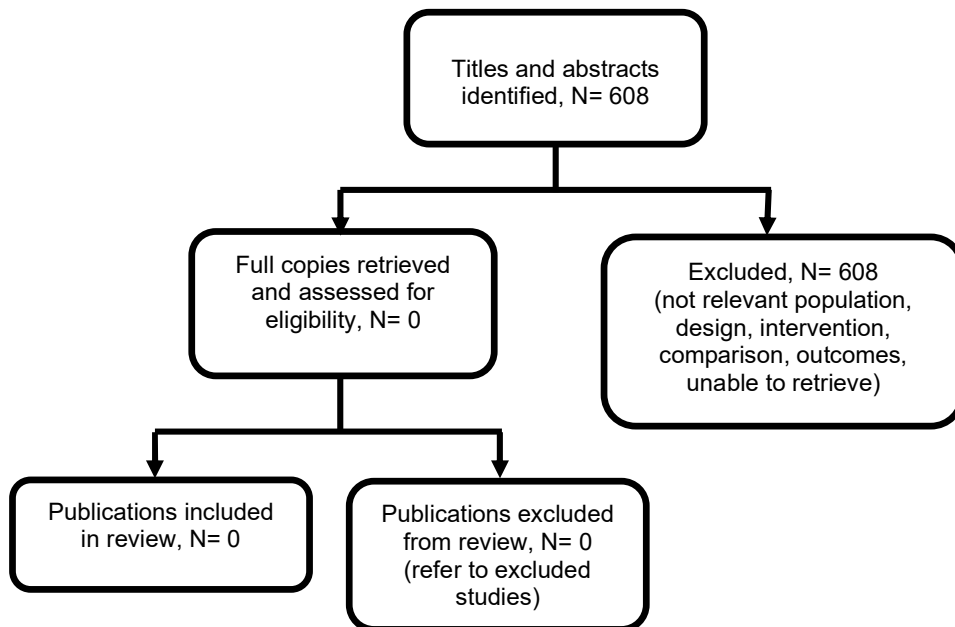 Titles and abstracts
identified, N= 608
Full copies retrieved
and assessed for
eligibility, N= 0
Excluded, N= 608
(not relevant population,
design, intervention,
comparison, outcomes,
unable to retrieve)
Publications included
in review, N= 0
Publications excluded
from review, N= 0
(refer to excluded
studies)